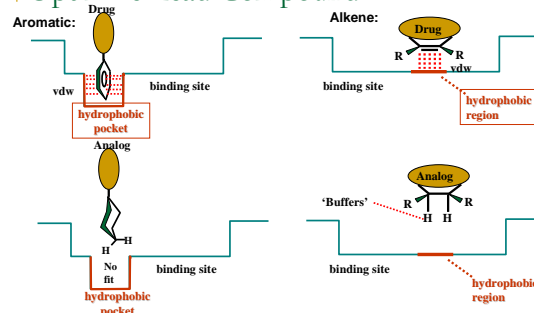 Drug
Aromatic:
vdw
binding site
hydrophobic
pocket
Alkene:
Drug
R
R
vdw
binding site
hydrophobic
region
Analog
H
H
No
fit
binding site
hydrophobic
pocket
Analog
'Buffers'
R
R
H H
binding site
hydrophobic
region